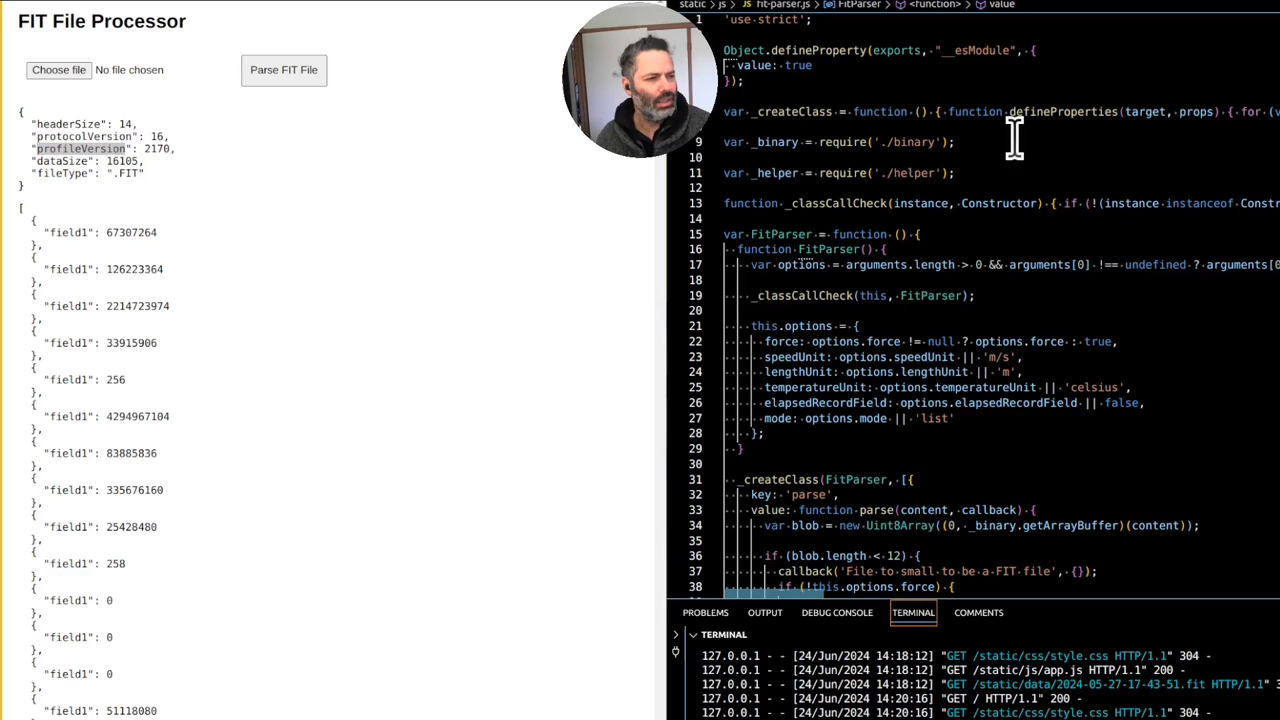 FIT File Processor
Choose file No file chosen
Parse FIT File
{
"headerSize": 14,
"protocolVersion": 16,
"profileVersion": 2170,
"dataSize": 16105,
"fileType": ".FIT"
}
[
{
"field1": 67307264
},
{
"field1": 126223364
},
{
"field1": 2214723974
},
{
"field1": 33915906
},
{
"field1": 256
},
{
"field1": 4294967104
},
{
"field1": 83885836
},
{
"field1": 335676160
},
{
"field1": 25428480
},
{
"field1": 258
},
{
"field1": 0
},
{
"field1": 0
},
{
"field1": 0
},
{
"field1": 51118080
static > js > JS fit-parser.js > FitParser > <function> > value
1 'use strict';
Object.defineProperty(exports, "__esModule", {
value: true
});
var _createClass = function () { function defineProperties(target, props) { for (v
9 var _binary = require('./binary');
10
11 var _helper = require('./helper');
12
13 function _classCallCheck(instance, Constructor) { if (!(instance instanceof Constr
14
15 var FitParser = function () {
16 function FitParser() {
17 var options = arguments.length > 0 && arguments[0] !== undefined ? arguments[0
18
19 _classCallCheck(this, FitParser);
20
21 this.options = {
22 force: options.force != null ? options.force : true,
23 speedUnit: options.speedUnit || 'm/s',
24 lengthUnit: options.lengthUnit || 'm',
25 temperatureUnit: options.temperatureUnit || 'celsius',
26 elapsedRecordField: options.elapsedRecordField || false,
27 mode: options.mode || 'list'
28 };
29 }
30
31 _createClass(FitParser, [{
32 key: 'parse',
33 value: function parse(content, callback) {
34 var blob = new Uint8Array((0, _binary.getArrayBuffer)(content));
35
36 if (blob.length < 12) {
37 callback('File to small to be a FIT file', {});
38 if (!this.options.force) {
PROBLEMS OUTPUT DEBUG CONSOLE TERMINAL COMMENTS
TERMINAL
127.0.0.1 - - [24/Jun/2024 14:18:12] "GET /static/css/style.css HTTP/1.1" 304 -
127.0.0.1 - - [24/Jun/2024 14:18:12] "GET /static/js/app.js HTTP/1.1" 200 -
127.0.0.1 - - [24/Jun/2024 14:18:12] "GET /static/data/2024-05-27-17-43-51.fit HTTP/1.1" 3
127.0.0.1 - - [24/Jun/2024 14:20:16] "GET / HTTP/1.1" 200 -
127.0.0.1 - - [24/Jun/2024 14:20:16] "GET /static/css/style.css HTTP/1.1" 304 -